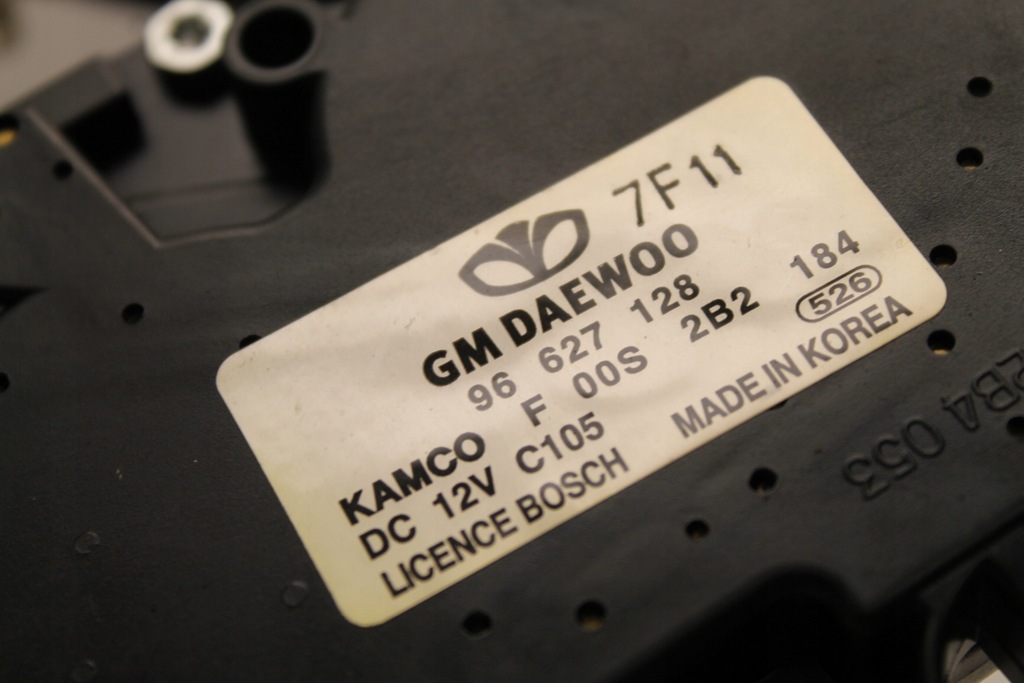 7F11
GM DAEWOO
96 627 128
KAMCO F 00S 2B2 184
DC 12V C105 526
LICENCE BOSCH MADE IN KOREA
2B4 053